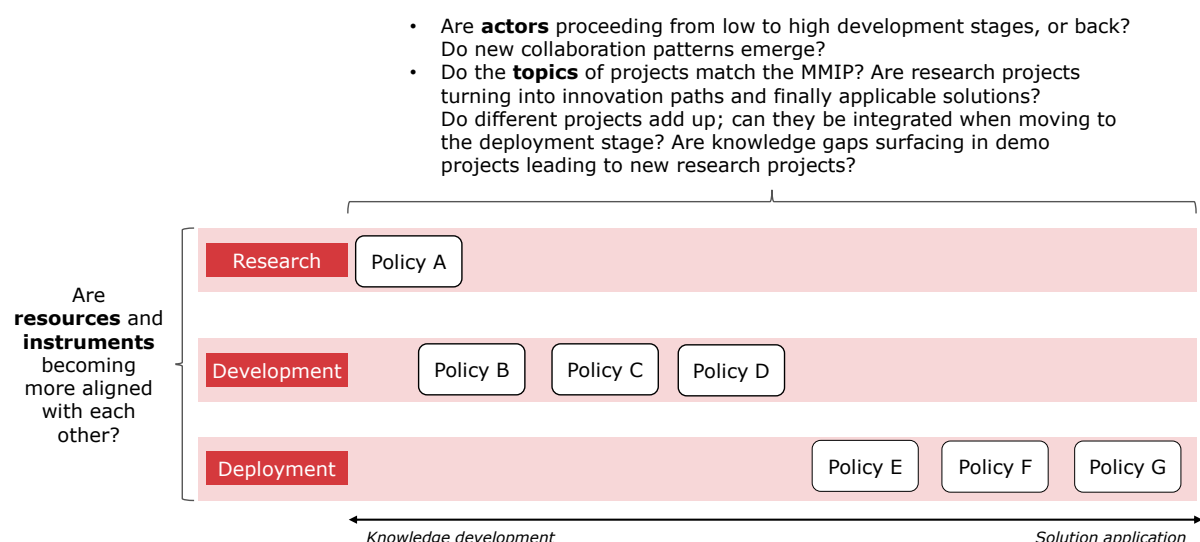 • Are actors proceeding from low to high development stages, or back?
Do new collaboration patterns emerge?
• Do the topics of projects match the MMIP? Are research projects
turning into innovation paths and finally applicable solutions?
Do different projects add up; can they be integrated when moving to
the deployment stage? Are knowledge gaps surfacing in demo
projects leading to new research projects?
Are
resources and
instruments
becoming
more aligned
with each
other?
Research
Policy A
Development
Policy B
Policy C
Policy D
Deployment
Policy E
Policy F
Policy G
Knowledge development
Solution application